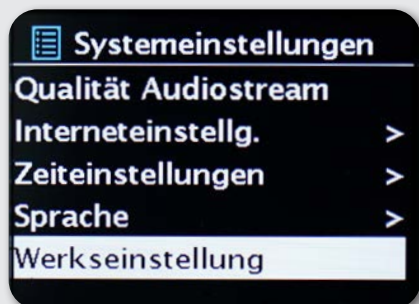 Systemeinstellungen
Qualität Audiostream
Interneteinstellg. >
Zeiteinstellungen >
Sprache >
Werkseinstellung